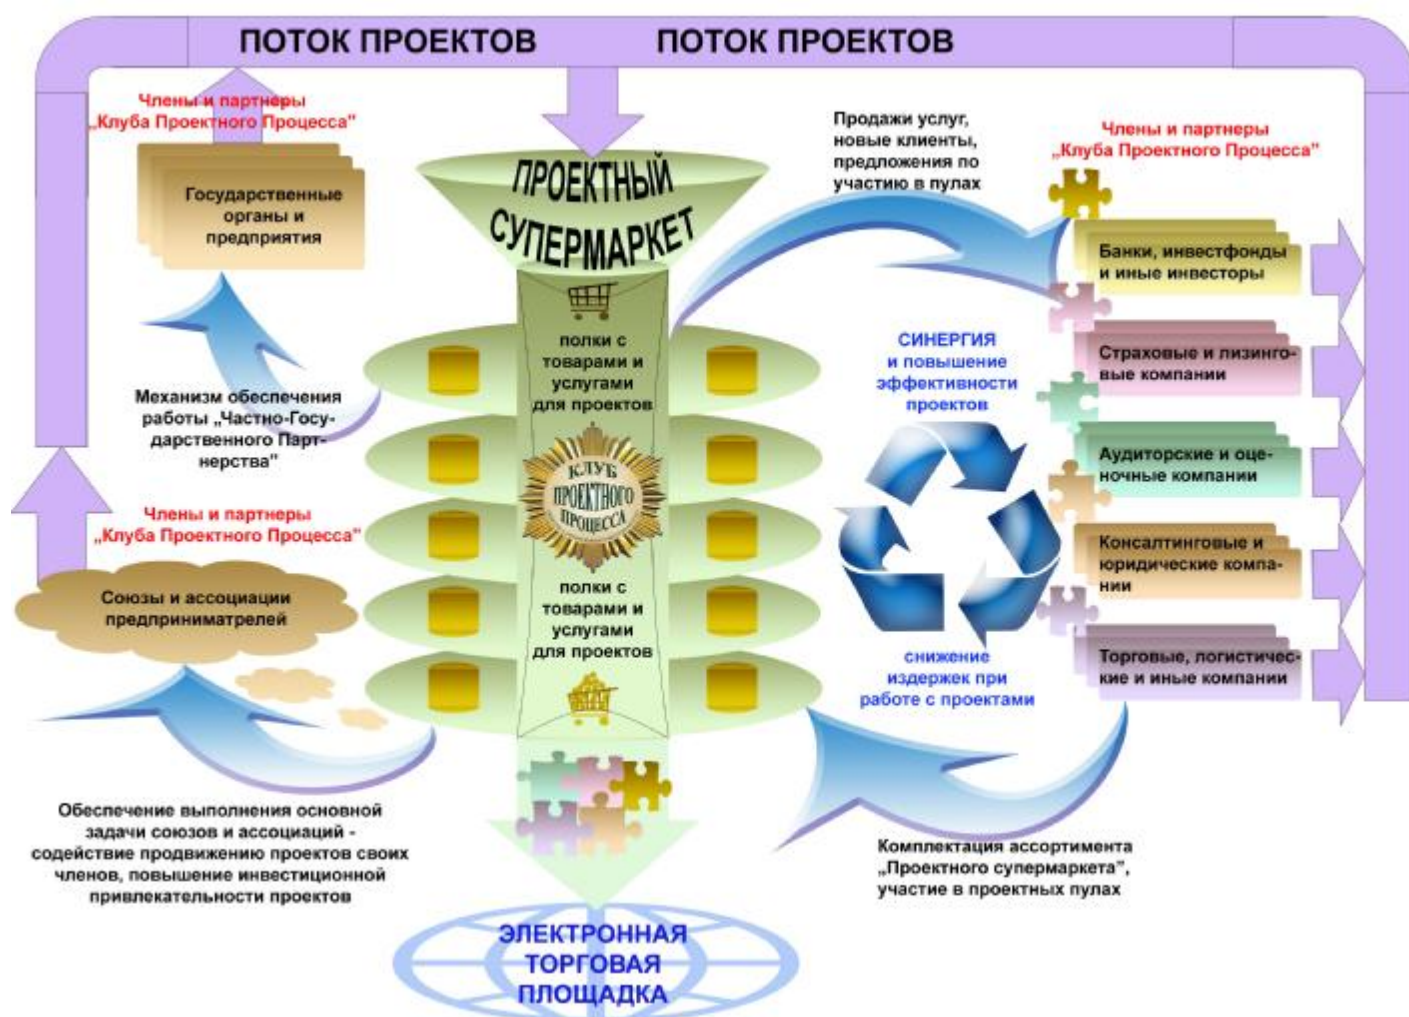 ПОТОК ПРОЕКТОВ
ПОТОК ПРОЕКТОВ
Члены и партнеры
„Клуба Проектного Процесса”
Государственные
органы и
предприятия
Механизм обеспечения
работы „Частно-Госу-
дарственного Парт-
нерства”
Члены и партнеры
„Клуба Проектного Процесса”
Союзы и ассоциации
предприниматрелей
Обеспечение выполнения основной
задачи союзов и ассоциаций -
содействие продвижению проектов своих
членов, повышение инвестиционной
привлекательности проектов
ПРОЕКТНЫЙ
СУПЕРМАРКЕТ
полки с
товарами и
услугами
для проектов
КЛУБ
ПРОЕКТНОГО
ПРОЦЕССА
полки с
товарами и
услугами
для проектов
ЭЛЕКТРОННАЯ
ТОРГОВАЯ
ПЛОЩАДКА
Продажи услуг,
новые клиенты,
предложения по
участию в пулах
СИНЕРГИЯ
и повышение
эффективности
проектов
снижение
издержек при
работе с проектами
Комплектация ассортимента
„Проектного супермаркета”,
участие в проектных пулах
Члены и партнеры
„Клуба Проектного Процесса”
Банки, инвестфонды
и иные инвесторы
Страховые и лизинго-
вые компании
Аудиторские и оце-
ночные компании
Консалтинговые и
юридические компа-
нии
Торговые, логистичес-
кие и иные компании